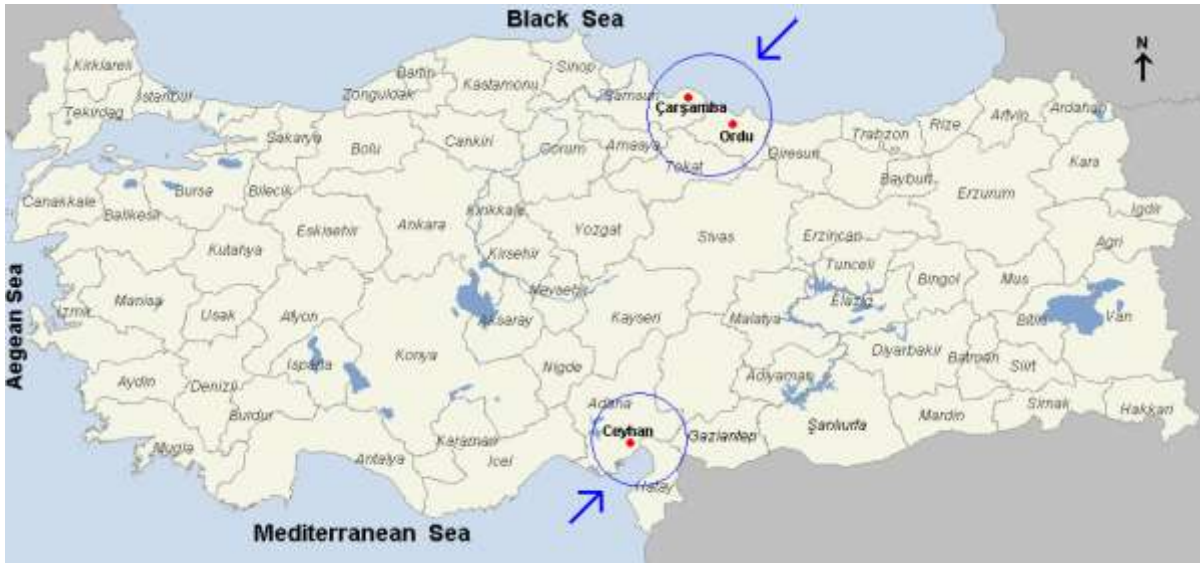 Black Sea
N
Kirklareli
Tekirdag
Istanbul
Zonguldak
Bartin
Kastamonu
Sinop
Samsun
Çarşamba
Ordu
Sakarya
Bolu
Cankiri
Corum
Amasya
Tokat
Giresun
Trabzon
Rize
Artvin
Ardahan
Kara
Bayburt
Erzurum
Igdir
Canakkale
Balikesir
Bursa
Bilecik
Eskisehir
Ankara
Kirikkale
Yozgat
Sivas
Erzincan
Agri
Kutahya
Kirsehir
Tunceli
Bingol
Mus
Aegean Sea
Izmir
Manisa
Usak
Afyon
Nevsehir
Aksaray
Kayseri
Malatya
Elazig
Bitlis
Van
Ispana
Konya
Nigde
Adiyaman
Diyarbakir
Batman
Siirt
Aydin
Denizli
Burdur
Adana
Sirnak
Hakkari
Mugla
Antalya
Karaman
Icel
Ceyhan
Gaziantep
Şanlıurfa
Mardin
Hatay
Mediterranean Sea